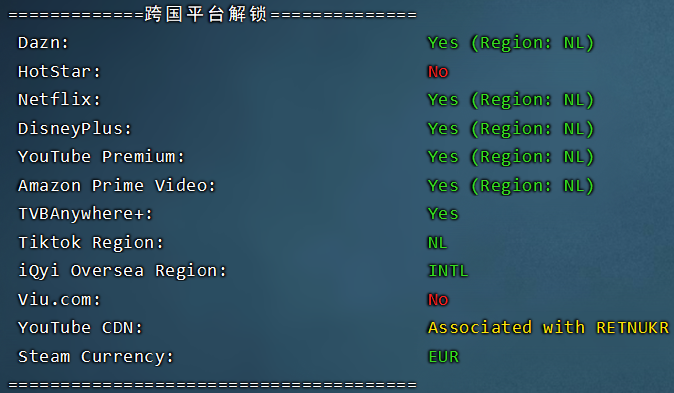 =============跨国平台解锁==============
Dazn: Yes (Region: NL)
HotStar: No
Netflix: Yes (Region: NL)
DisneyPlus: Yes (Region: NL)
YouTube Premium: Yes (Region: NL)
Amazon Prime Video: Yes (Region: NL)
TVBAnywhere+: Yes
Tiktok Region: NL
iQyi Oversea Region: INTL
Viu.com: No
YouTube CDN: Associated with RETNUKR
Steam Currency: EUR
=======================================